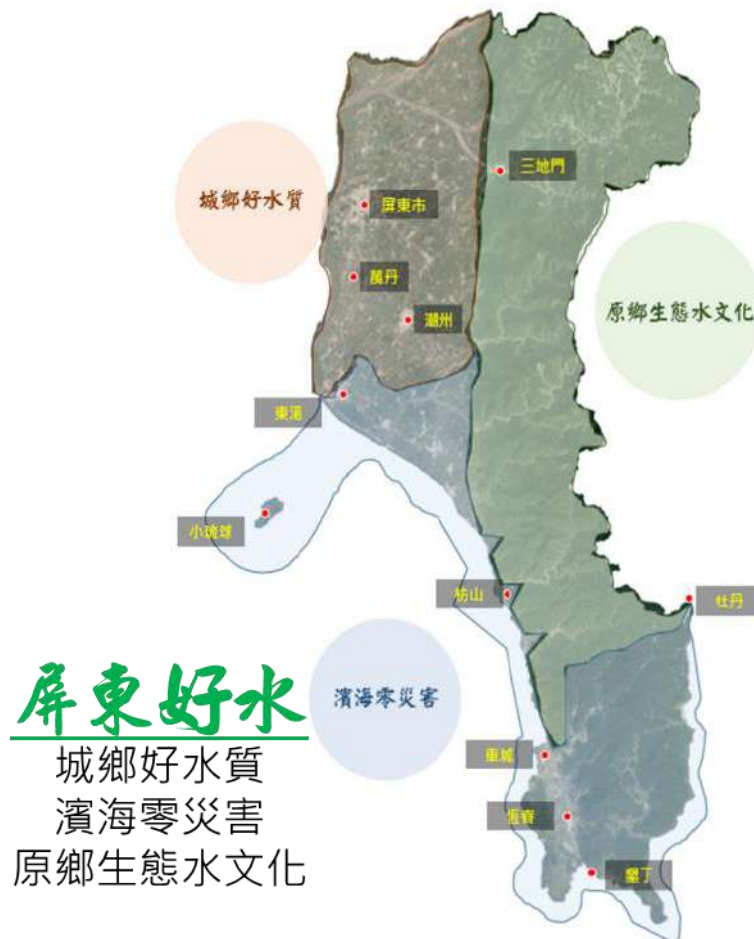 三地門
城鄉好水質
屏東市
萬丹
原鄉生態水文化
潮州
東港
小琉球
枋山
牡丹
屏東好水
濱海零災害
城鄉好水質
車城
濱海零災害
恆春
原鄉生態水文化
墾丁